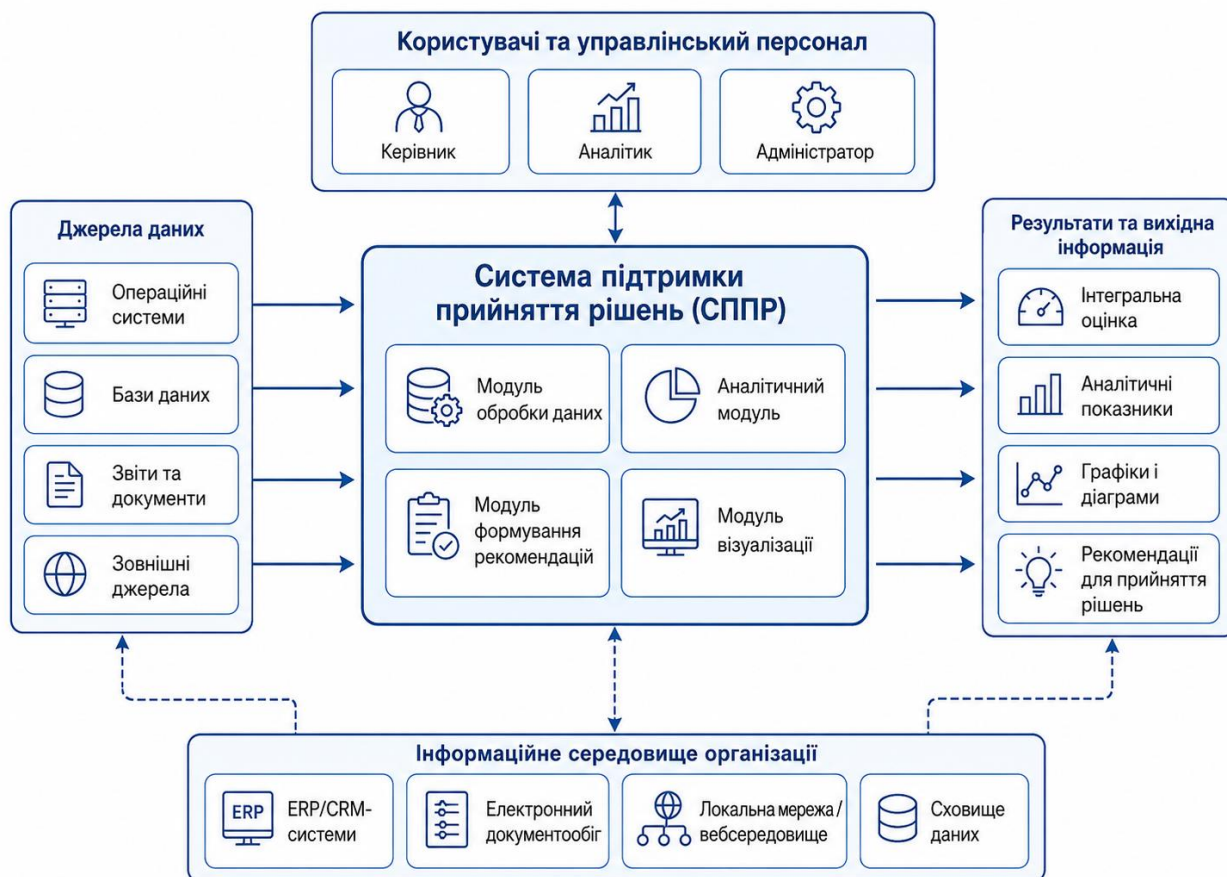 Користувачі та управлінський персонал
Керівник
Аналітик
Адміністратор
Джерела даних
Операційні
системи
Бази даних
Звіти та
документи
Зовнішні
джерела
Система підтримки
прийняття рішень (СППР)
Модуль
обробки даних
Аналітичний
модуль
Модуль
формування
рекомендацій
Модуль
візуалізації
Результати та вихідна
інформація
Інтегральна
оцінка
Аналітичні
показники
Графіки і
діаграми
Рекомендації
для прийняття
рішень
Інформаційне середовище організації
ERP
ERP/CRM-
системи
Електронний
документообіг
Локальна мережа /
вебсередовище
Сховище
даних